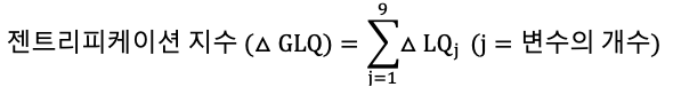 젠트리피케이션 지수 (△ GLQ) = ∑_{j=1}^{9} △ LQ_j (j = 변수의 개수)